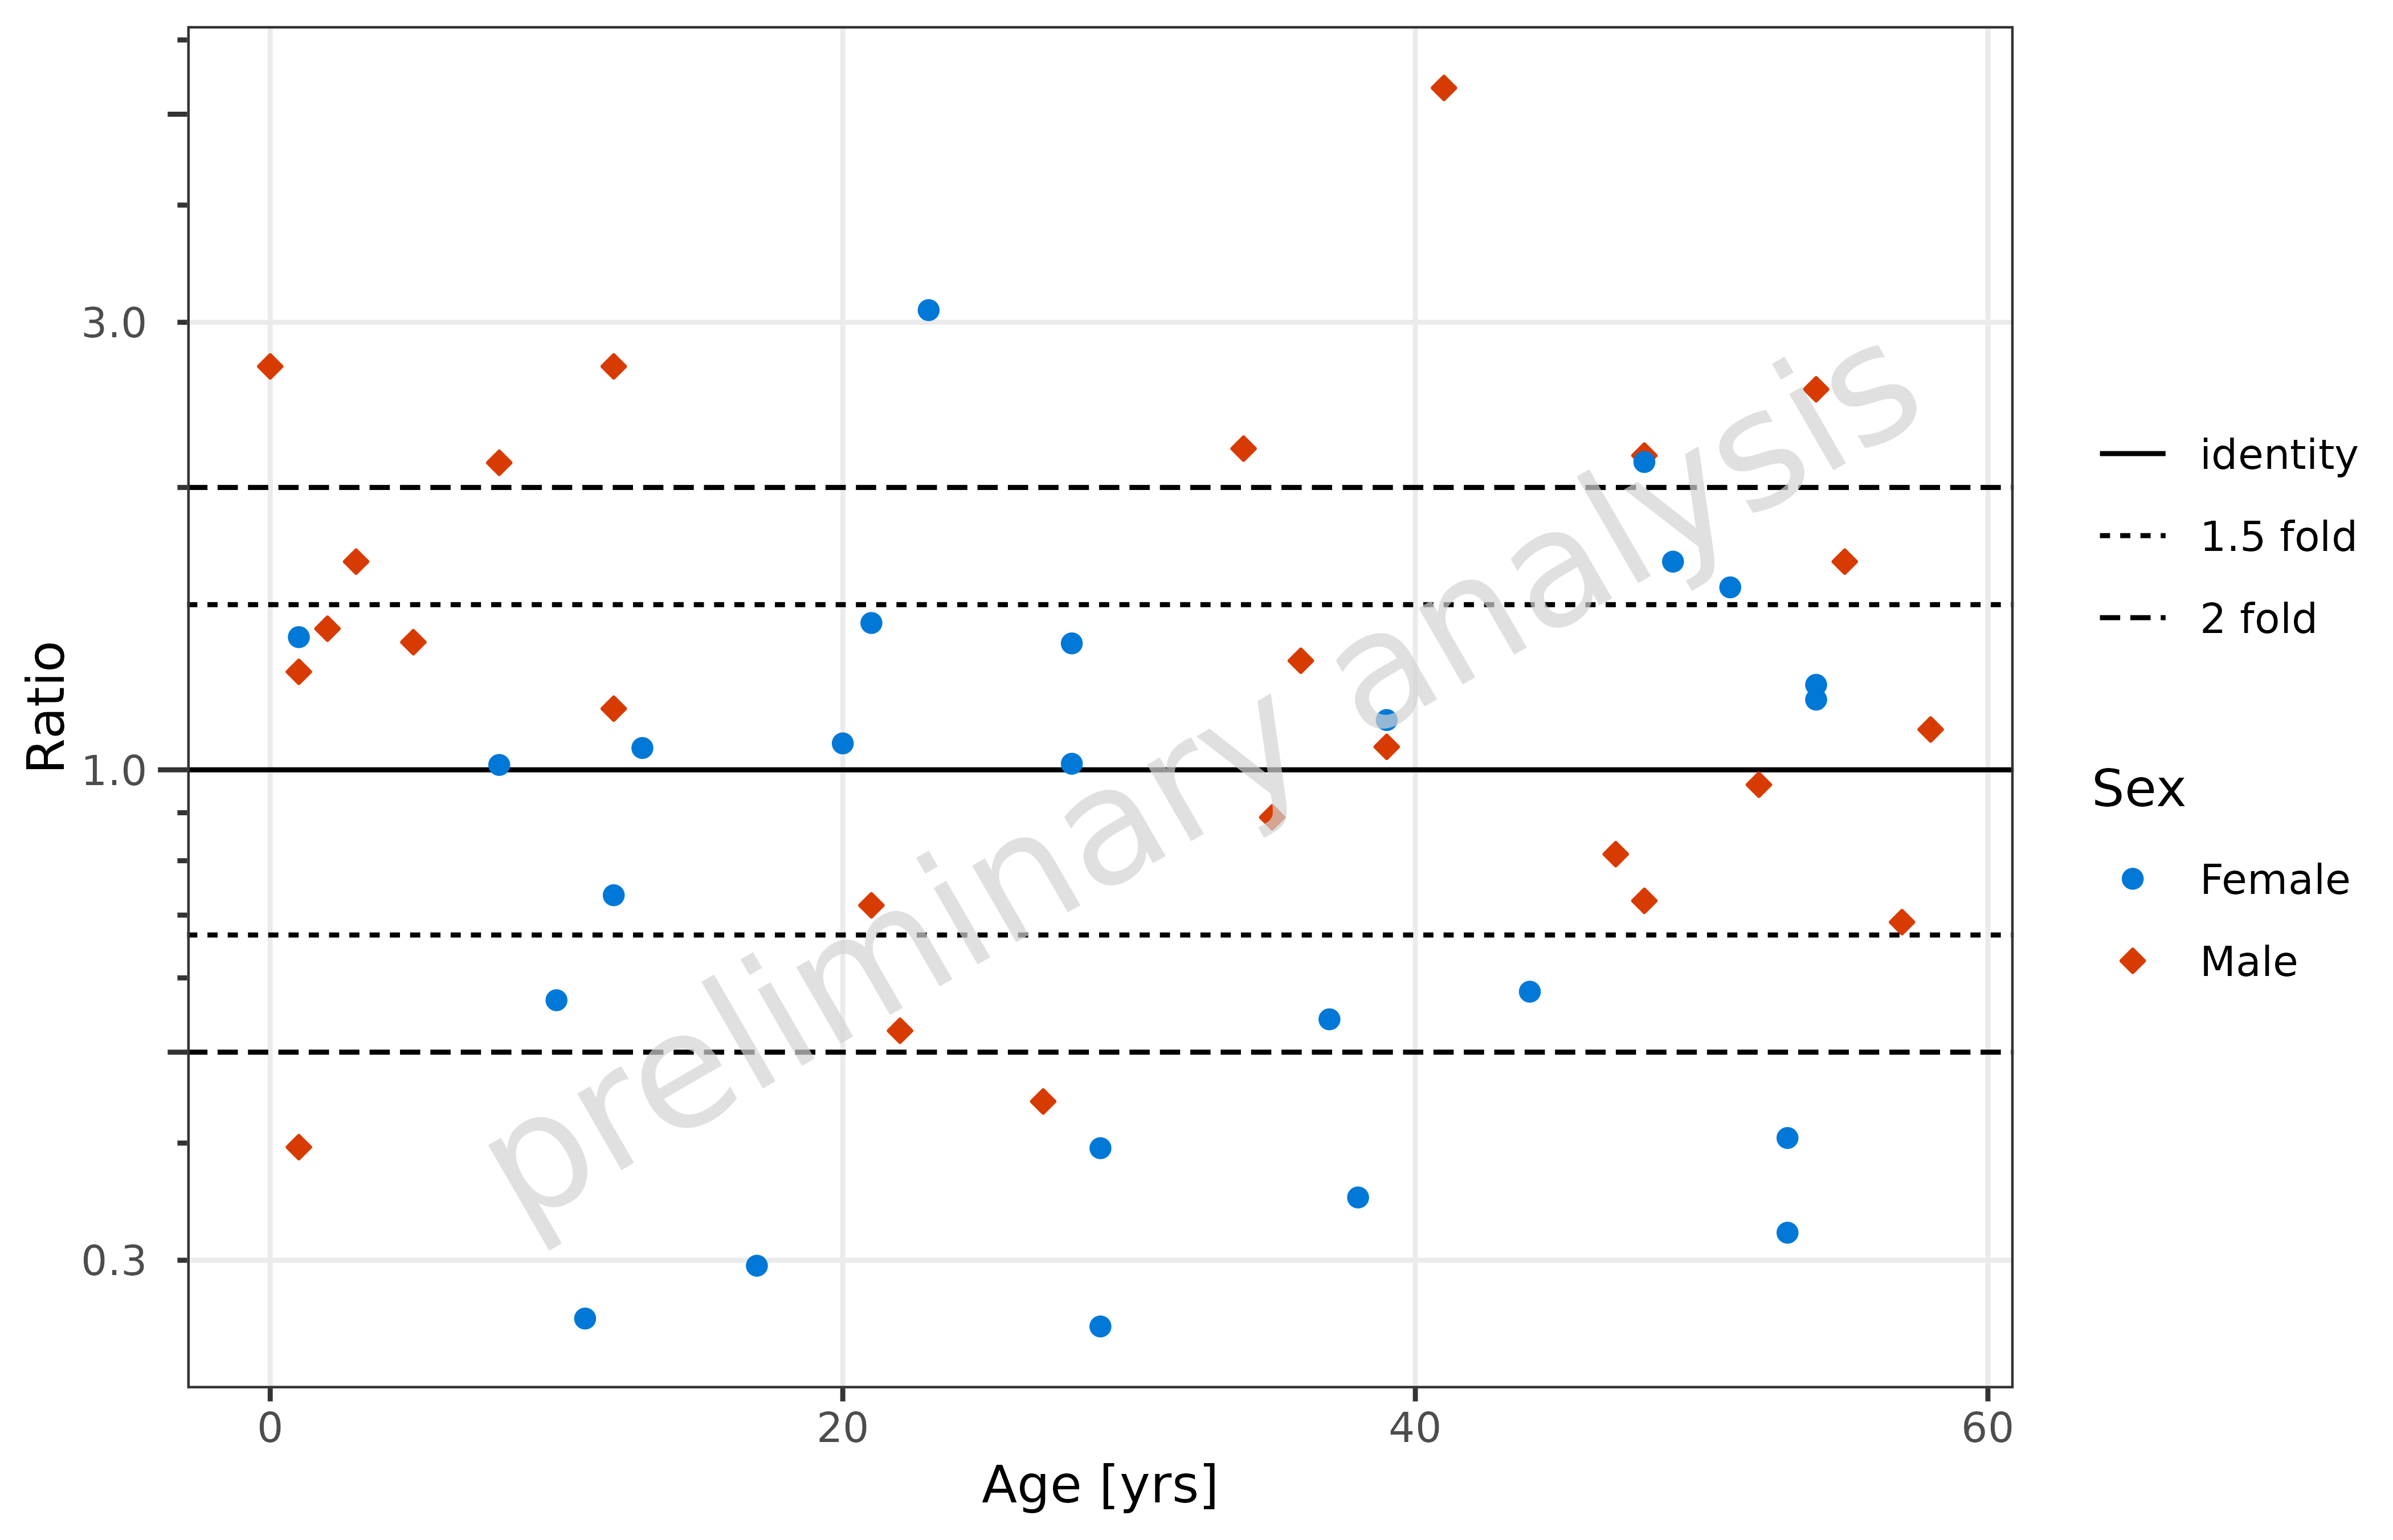 3.0
1.0
0.3
Ratio
0
20
40
60
Age [yrs]
preliminary analysis
identity
1.5 fold
2 fold
Sex
Female
Male